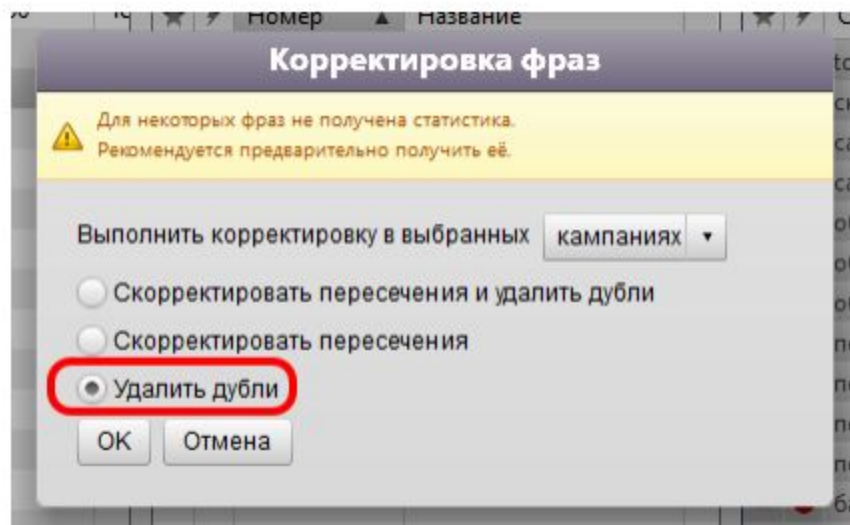 Номер ▲ Название
Корректировка фраз
Для некоторых фраз не получена статистика.
Рекомендуется предварительно получить её.
Выполнить корректировку в выбранных кампаниях ▼
Скорректировать пересечения и удалить дубли
Скорректировать пересечения
Удалить дубли
OK Отмена